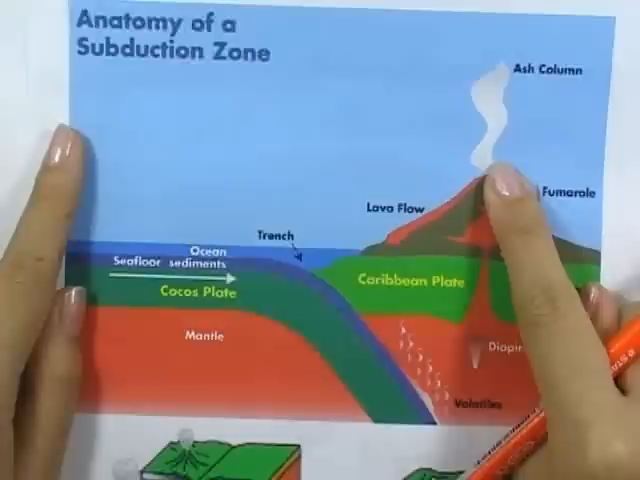 Anatomy of a
Subduction Zone
Ash Column
Fumarole
Lava Flow
Trench
Ocean
Seafloor sediments
Cocos Plate
Caribbean Plate
Mantle
Volatiles